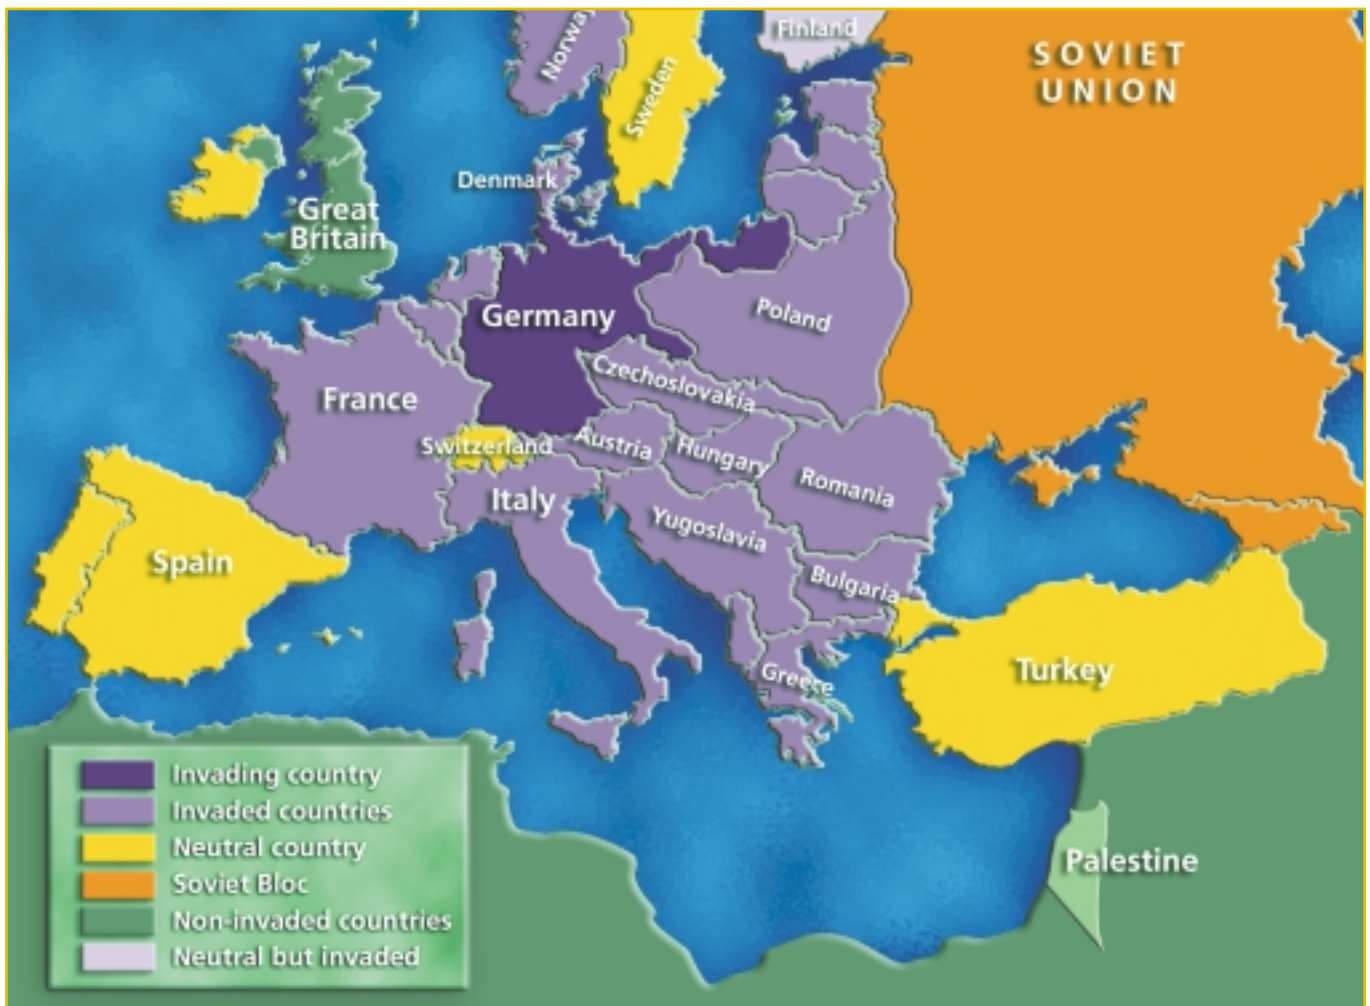 Norway
Sweden
Finland
SOVIET
UNION
Denmark
Great
Britain
Germany
Poland
Czechoslovakia
France
Switzerland
Austria
Hungary
Romania
Italy
Yugoslavia
Spain
Bulgaria
Greece
Turkey
Palestine
Invading country
Invaded countries
Neutral country
Soviet Bloc
Non-invaded countries
Neutral but invaded